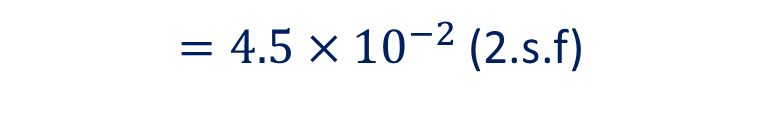 = 4.5 × 10⁻² (2.s.f)